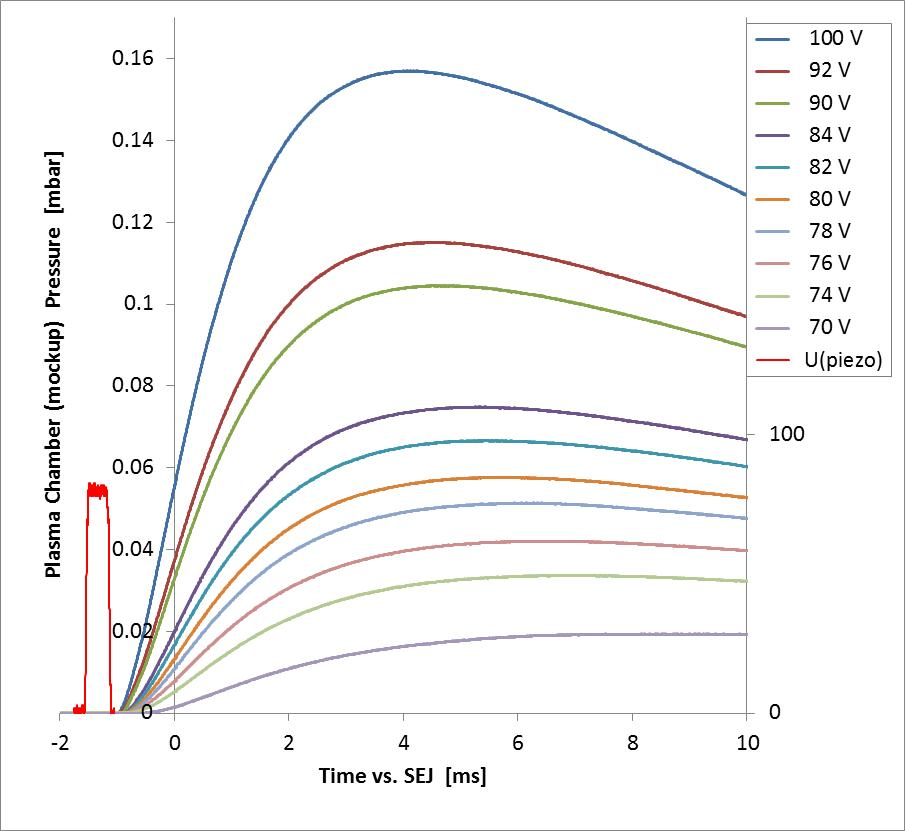 Plasma Chamber (mockup) Pressure [mbar]
0.16
0.14
0.12
0.1
0.08
0.06
0.04
0.02
0
100
0
-2 0 2 4 6 8 10
Time vs. SEJ [ms]
100 V
92 V
90 V
84 V
82 V
80 V
78 V
76 V
74 V
70 V
U(piezo)